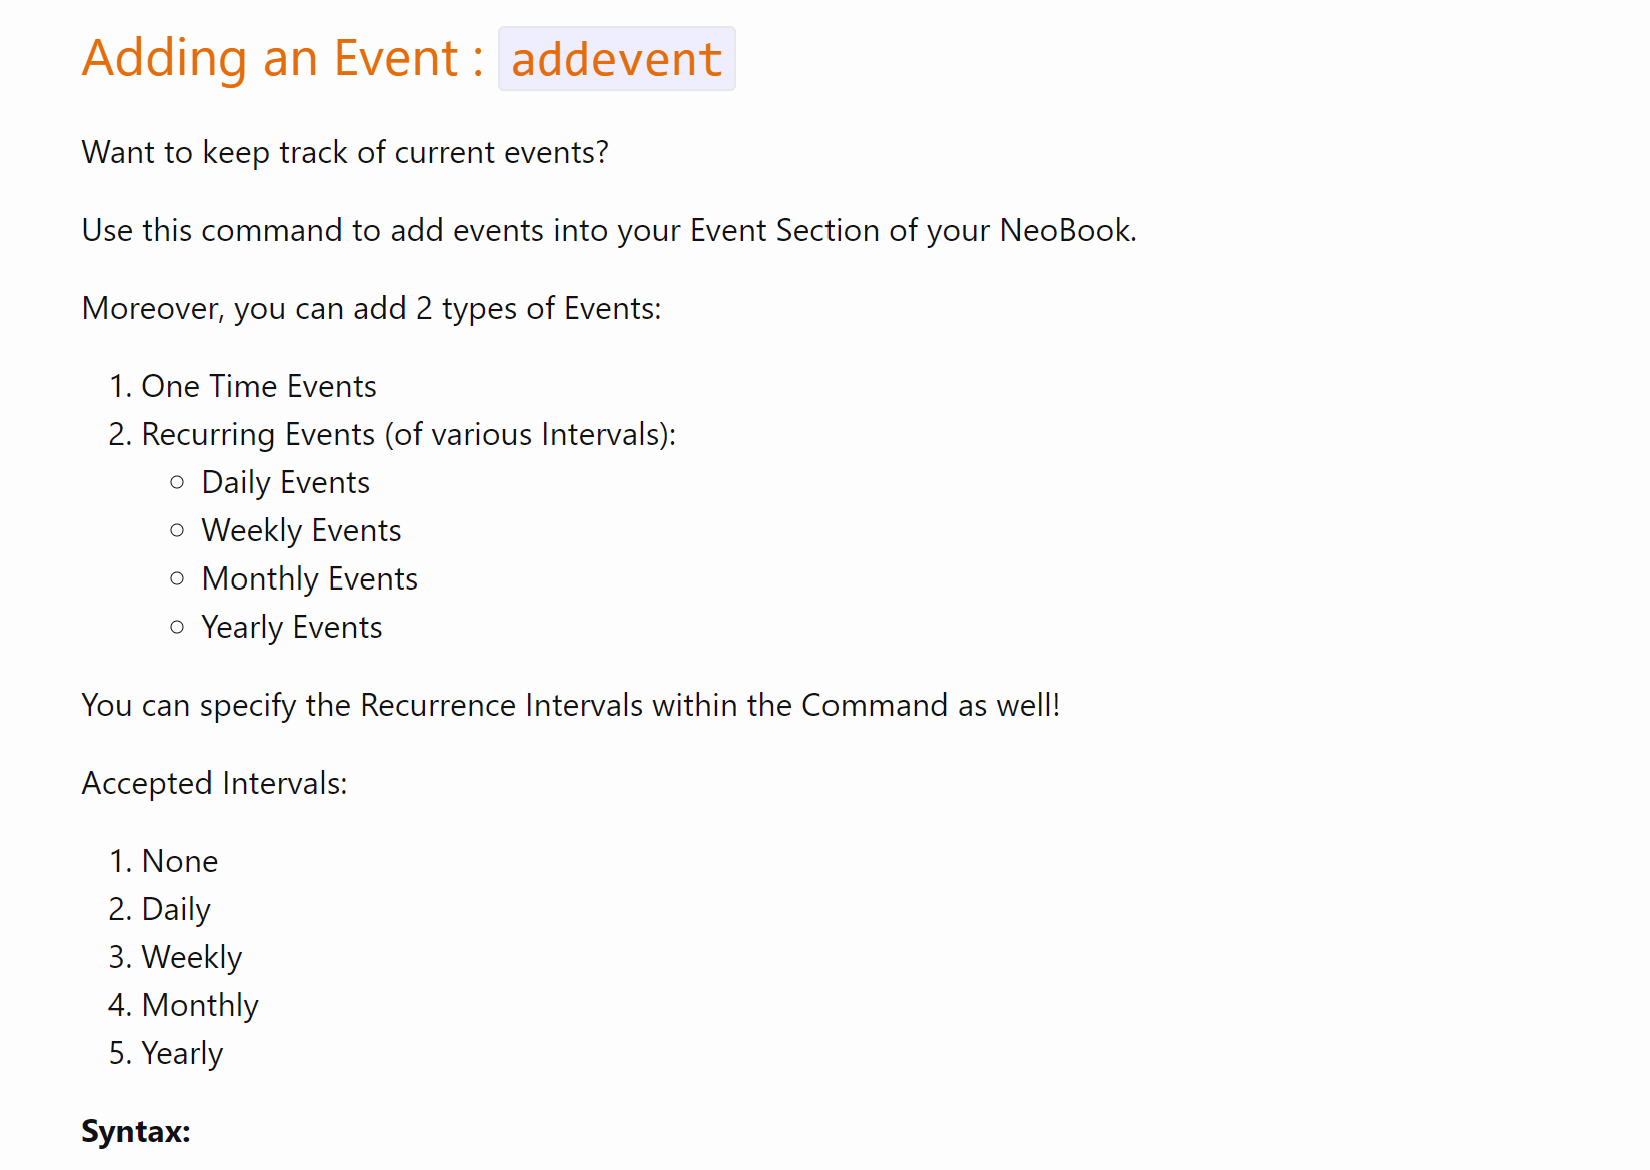 Adding an Event : addevent
Want to keep track of current events?
Use this command to add events into your Event Section of your NeoBook.
Moreover, you can add 2 types of Events:
1. One Time Events
2. Recurring Events (of various Intervals):
○ Daily Events
○ Weekly Events
○ Monthly Events
○ Yearly Events
You can specify the Recurrence Intervals within the Command as well!
Accepted Intervals:
1. None
2. Daily
3. Weekly
4. Monthly
5. Yearly
Syntax: